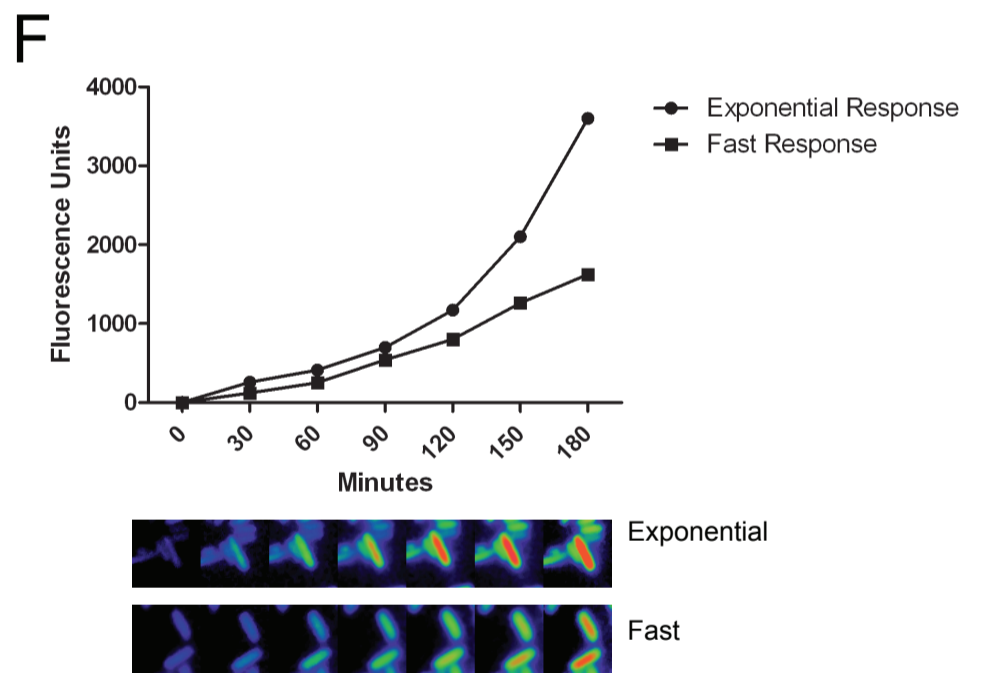 F
4000
3000
2000
1000
0
Fluorescence Units
0 30 60 90 120 150 180
Minutes
Exponential Response
Fast Response
Exponential
Fast